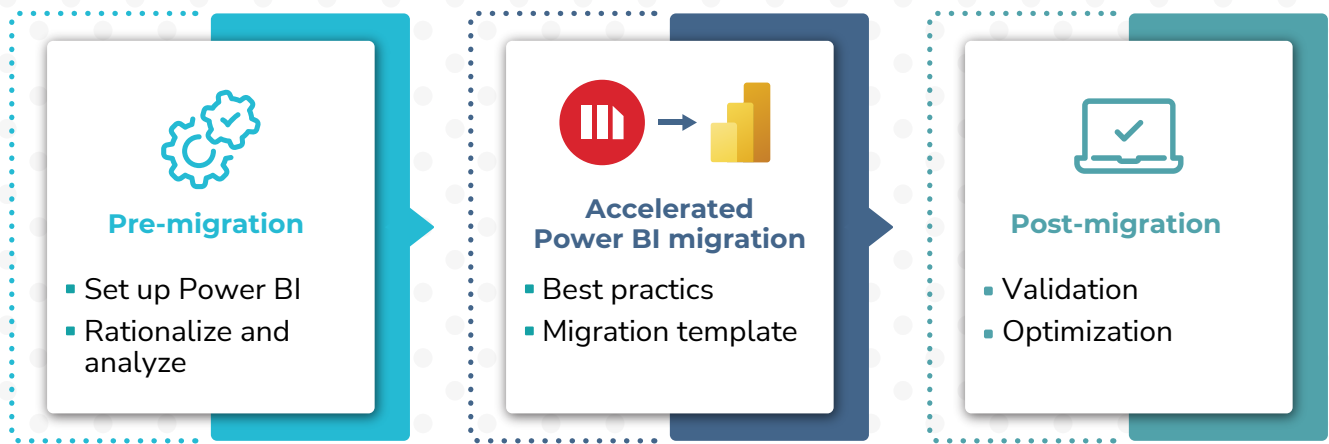 Pre-migration
Set up Power BI
Rationalize and
analyze
Accelerated
Power BI migration
Best practics
Migration template
Post-migration
Validation
Optimization